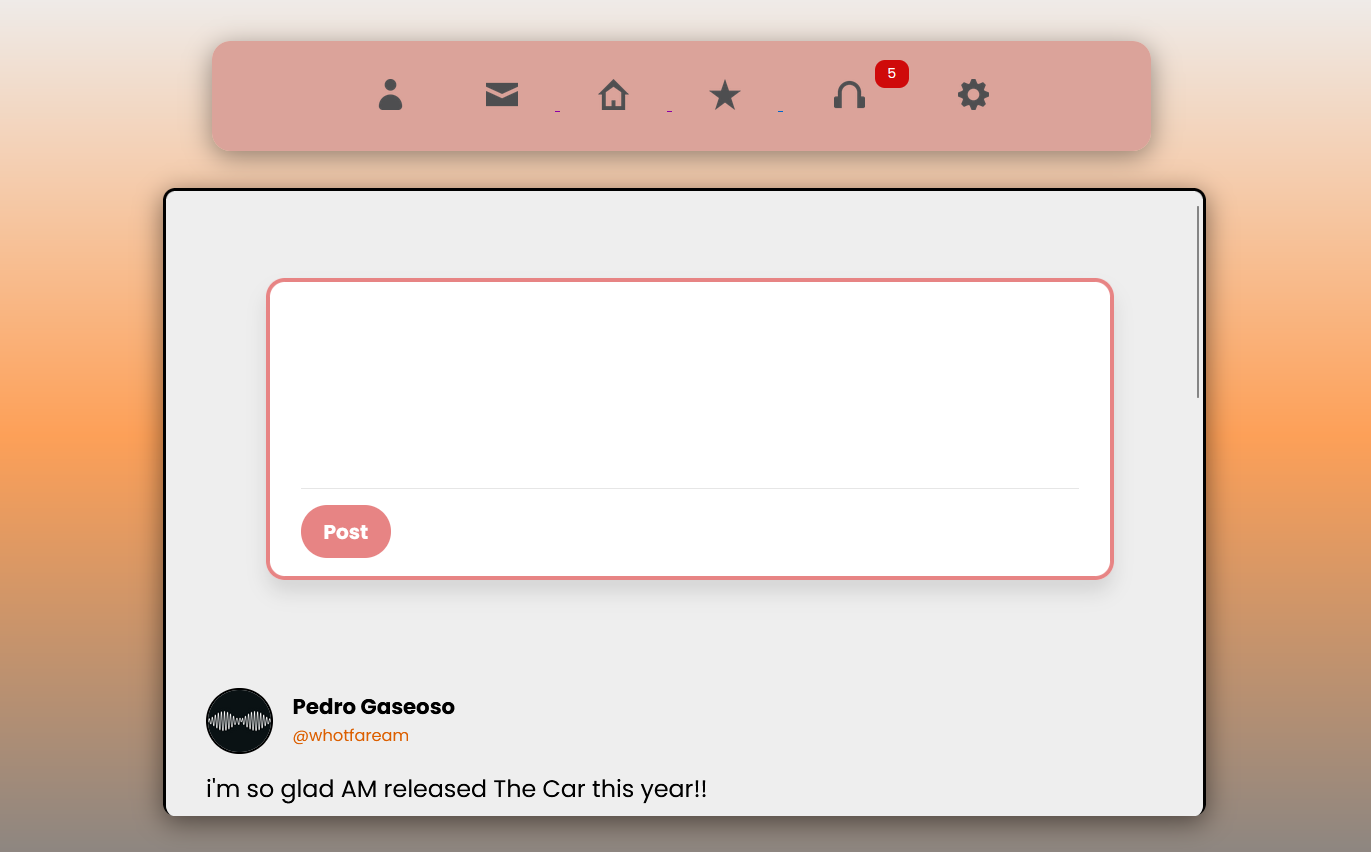 5
Post
Pedro Gaseoso
@whotfaream
i'm so glad AM released The Car this year!!